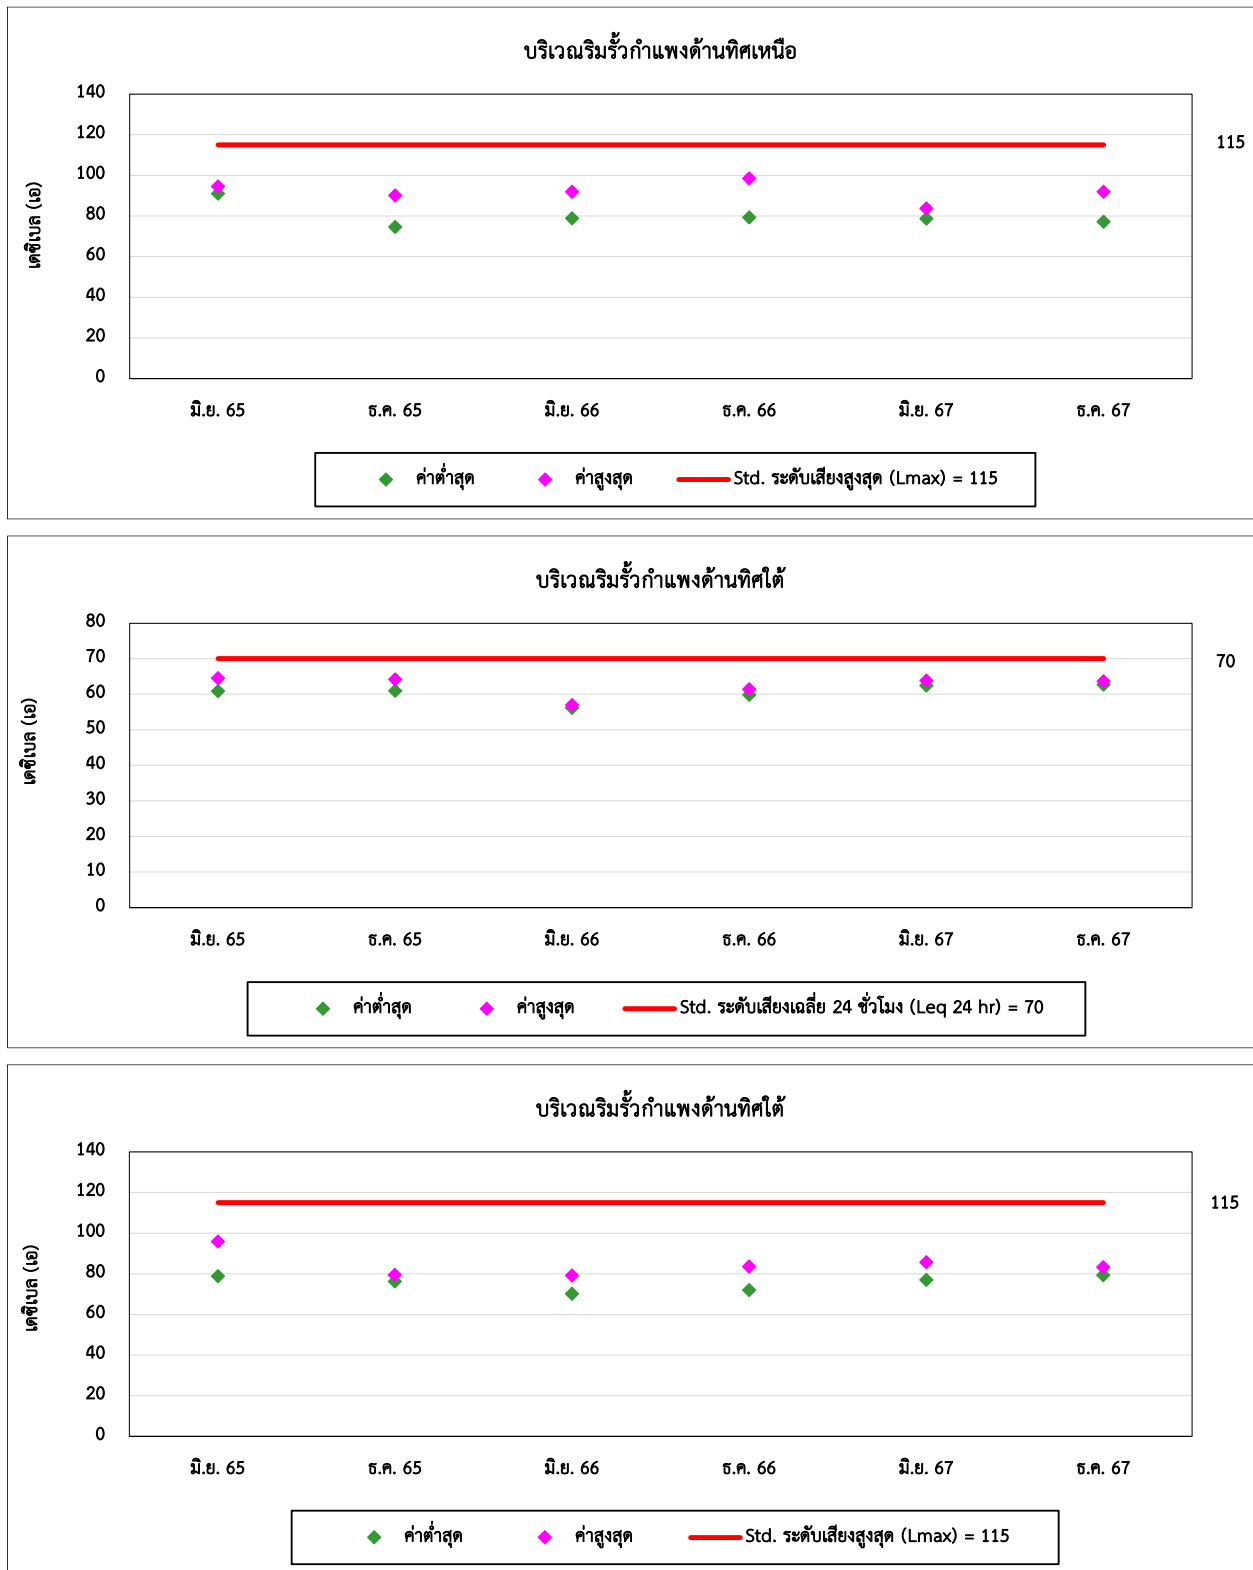 บริเวณริมรั้วกำแพงด้านทิศเหนือ
140
120
115
100
80
60
40
20
0
เดซิเบล (เอ)
มิ.ย. 65 ธ.ค. 65 มิ.ย. 66 ธ.ค. 66 มิ.ย. 67 ธ.ค. 67
ค่าต่ำสุด ค่าสูงสุด Std. ระดับเสียงสูงสุด (Lmax) = 115
บริเวณริมรั้วกำแพงด้านทิศใต้
80
70
70
60
50
40
30
20
10
0
เดซิเบล (เอ)
มิ.ย. 65 ธ.ค. 65 มิ.ย. 66 ธ.ค. 66 มิ.ย. 67 ธ.ค. 67
ค่าต่ำสุด ค่าสูงสุด Std. ระดับเสียงเฉลี่ย 24 ชั่วโมง (Leq 24 hr) = 70
บริเวณริมรั้วกำแพงด้านทิศใต้
140
120
115
100
80
60
40
20
0
เดซิเบล (เอ)
มิ.ย. 65 ธ.ค. 65 มิ.ย. 66 ธ.ค. 66 มิ.ย. 67 ธ.ค. 67
ค่าต่ำสุด ค่าสูงสุด Std. ระดับเสียงสูงสุด (Lmax) = 115